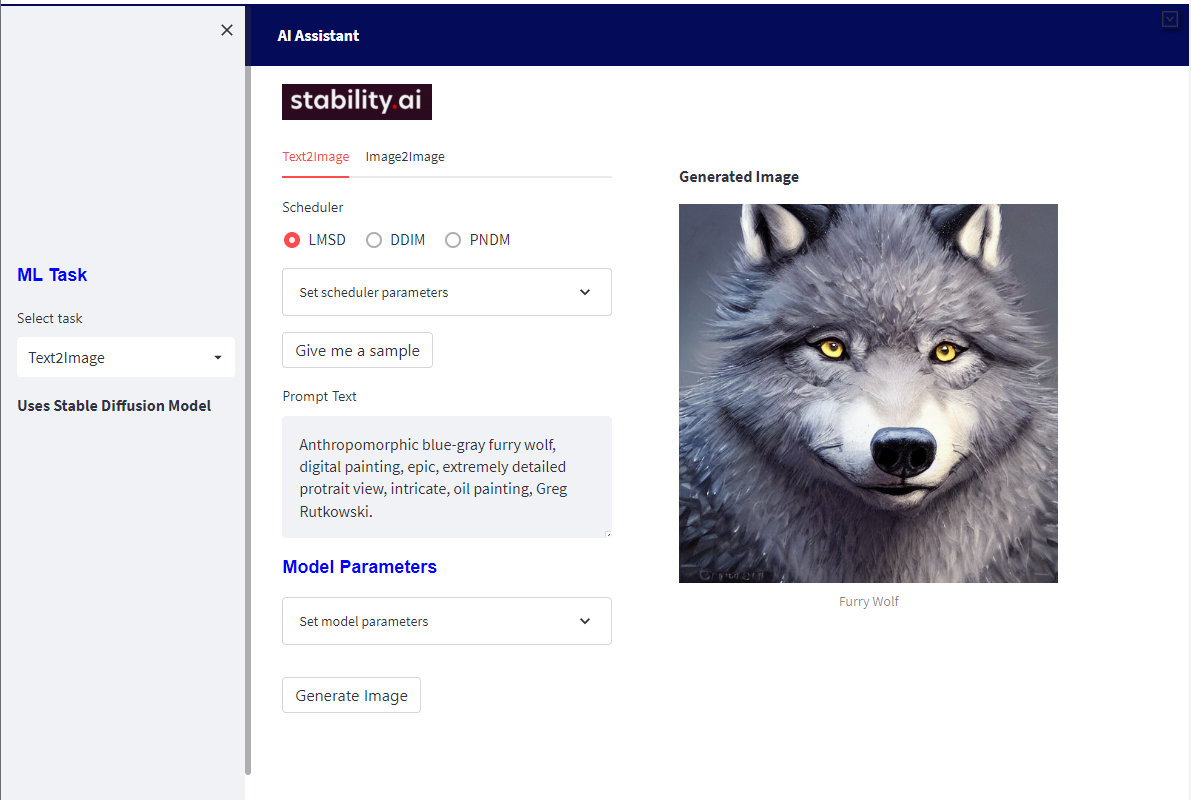 AI Assistant
stability.ai
Text2Image Image2Image
Scheduler
LMSD DDIM PNDM
Set scheduler parameters
Give me a sample
Prompt Text
Anthropomorphic blue-gray furry wolf,
digital painting, epic, extremely detailed
protrait view, intricate, oil painting, Greg
Rutkowski.
Model Parameters
Set model parameters
Generate Image
ML Task
Select task
Text2Image
Uses Stable Diffusion Model
Generated Image
Furry Wolf